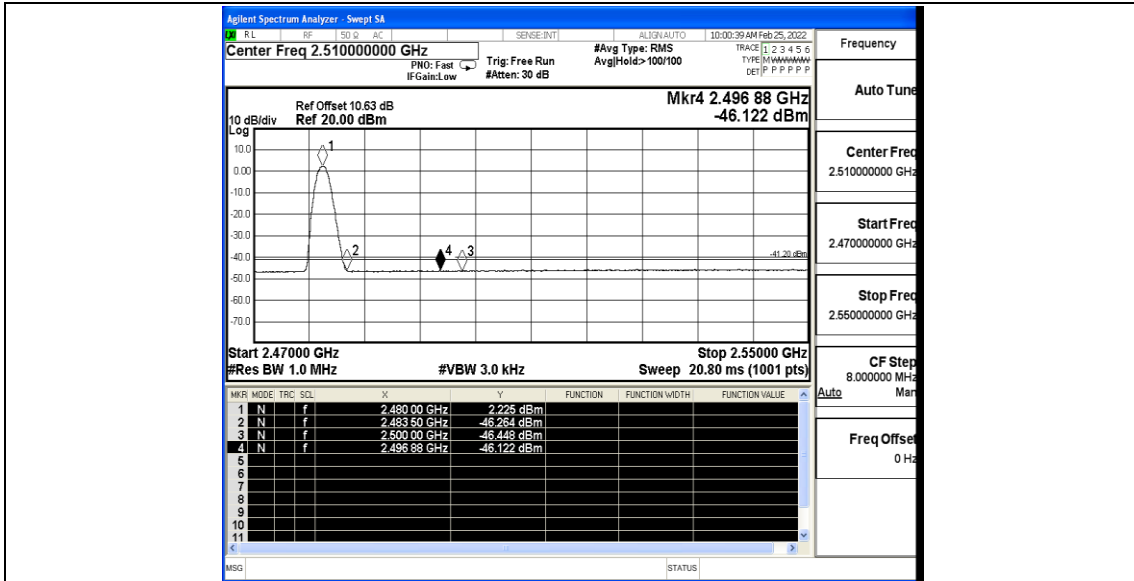 Agilent Spectrum Analyzer - Swept SA
RL RF 50 Ω AC SENSE:INT ALIGNAUTO 10:00:39 AM Feb 25, 2022
Center Freq 2.510000000 GHz
PNO: Fast
IFGain:Low
Trig: Free Run
#Atten: 30 dB
#Avg Type: RMS
Avg|Hold:>100/100
TRACE 1 2 3 4 5 6
TYPE M
DET P P P P P P
Mkr4 2.496 88 GHz
-46.122 dBm
Ref Offset 10.63 dB
10 dB/div Ref 20.00 dBm
Log
10.0
0.00
-10.0
-20.0
-30.0
-40.0
-50.0
-60.0
-70.0
1
2
4
3
-41.20 dBm
Start 2.47000 GHz Stop 2.55000 GHz
#Res BW 1.0 MHz #VBW 3.0 kHz Sweep 20.80 ms (1001 pts)
MKR MODE TRC SCL X Y FUNCTION FUNCTION WIDTH FUNCTION VALUE
1 N f 2.480 00 GHz 2.225 dBm
2 N f 2.483 50 GHz -46.264 dBm
3 N f 2.500 00 GHz -46.448 dBm
4 N f 2.496 88 GHz -46.122 dBm
5
6
7
8
9
10
11
MSG STATUS
Frequency
Auto Tune
Center Freq
2.510000000 GHz
Start Freq
2.470000000 GHz
Stop Freq
2.550000000 GHz
CF Step
8.000000 MHz
Auto Man
Freq Offset
0 Hz